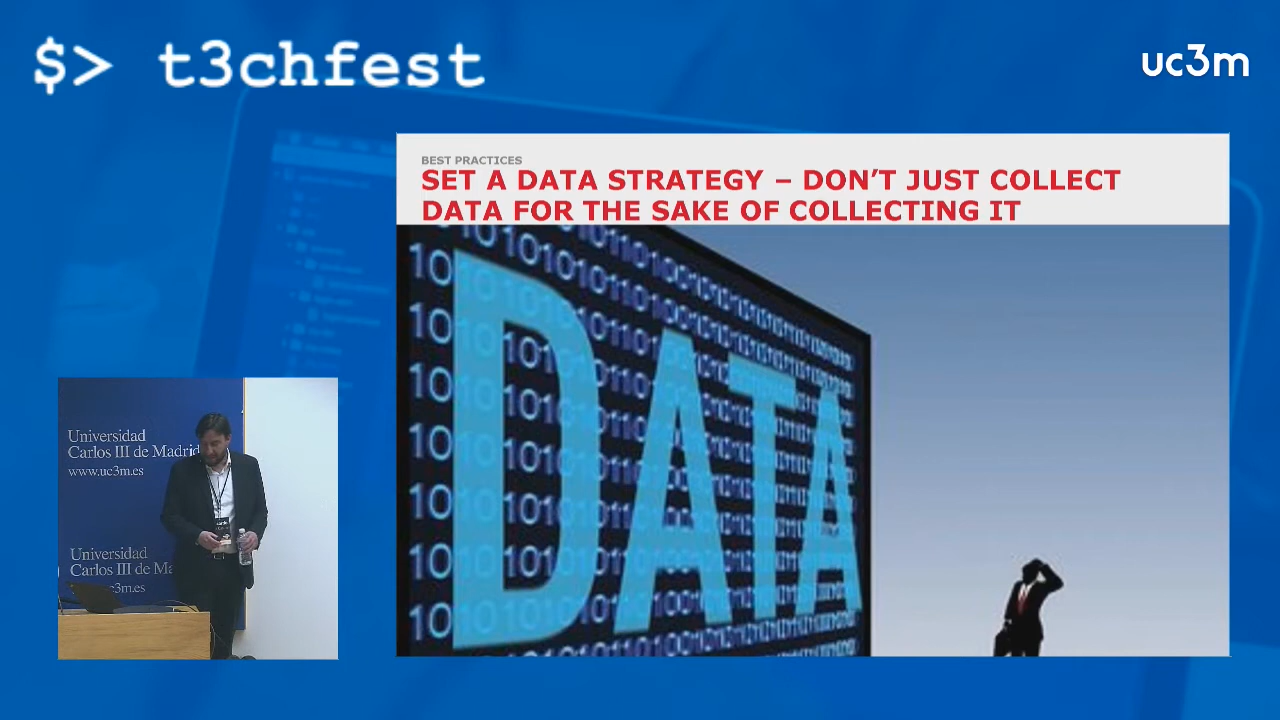 $> t3chfest
uc3m
BEST PRACTICES
SET A DATA STRATEGY – DON'T JUST COLLECT
DATA FOR THE SAKE OF COLLECTING IT
DATA
Universidad
Carlos III de Madrid
www.uc3m.es
Universidad
Carlos III de Ma